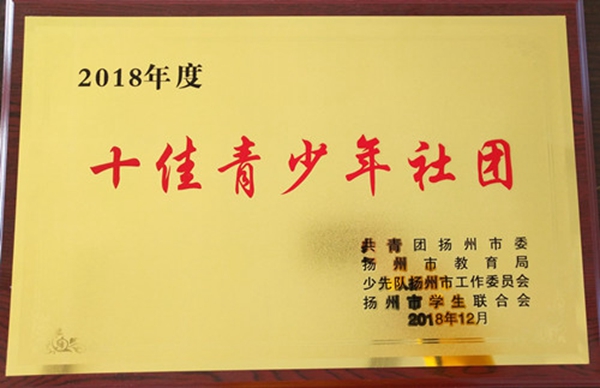 2018年度
十佳青少年社团
共青团扬州市委
扬州市教育局
少先队扬州市工作委员会
扬州市学生联合会
2018年12月